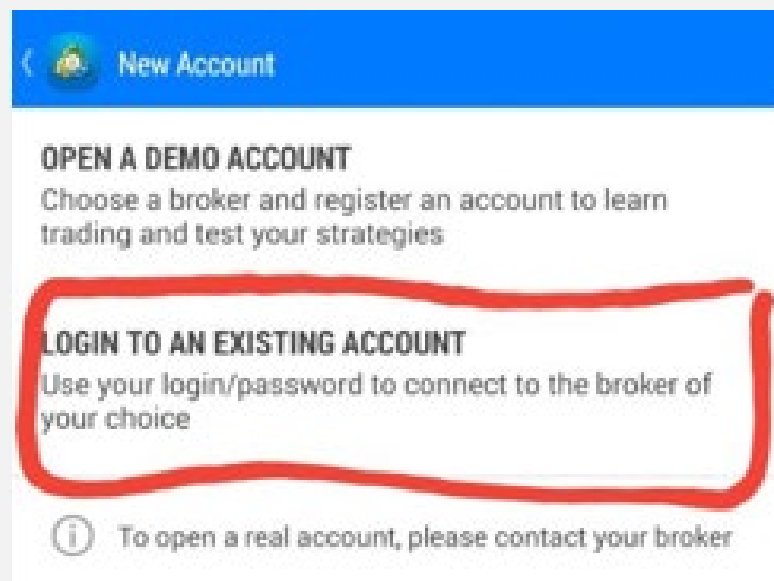 New Account
OPEN A DEMO ACCOUNT
Choose a broker and register an account to learn
trading and test your strategies
LOGIN TO AN EXISTING ACCOUNT
Use your login/password to connect to the broker of
your choice
To open a real account, please contact your broker